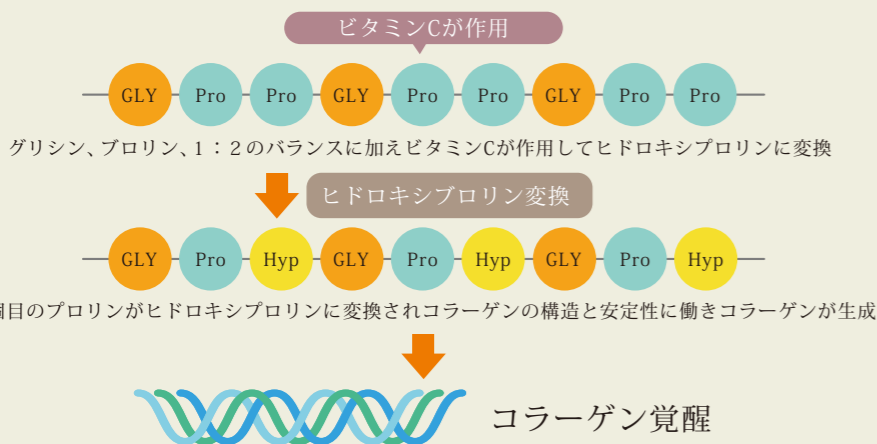 ビタミンCが作用
GLY Pro Pro GLY Pro Pro GLY Pro Pro
グリシン、ブロリン、1：2のバランスに加えビタミンCが作用してヒドロキシプロリンに変換
ヒドロキシブロリン変換
GLY Pro Hyp GLY Pro Hyp GLY Pro Hyp
個目のプロリンがヒドロキシプロリンに変換されコラーゲンの構造と安定性に働きコラーゲンが生成
コラーゲン覚醒